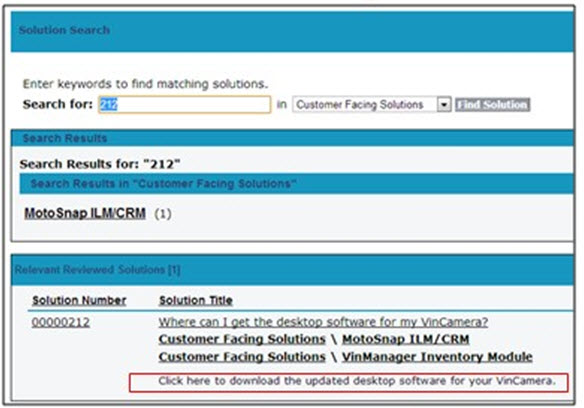 Solution Search
Enter keywords to find matching solutions.
Search for: 212 in Customer Facing Solutions Find Solution
Search Results
Search Results for: "212"
Search Results in "Customer Facing Solutions"
MotoSnap ILM/CRM (1)
Relevant Reviewed Solutions [1]
Solution Number Solution Title
00000212 Where can I get the desktop software for my VinCamera?
Customer Facing Solutions \ MotoSnap ILM/CRM
Customer Facing Solutions \ VinManager Inventory Module
Click here to download the updated desktop software for your VinCamera.